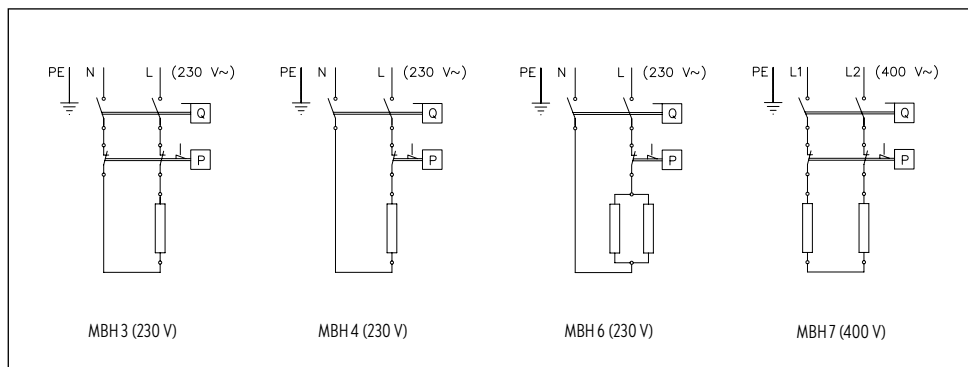 PE N L (230 V~)
Q
P
MBH 3 (230 V)
PE N L (230 V~)
Q
P
MBH 4 (230 V)
PE N L (230 V~)
Q
P
MBH 6 (230 V)
PE L1 L2 (400 V~)
Q
P
MBH 7 (400 V)